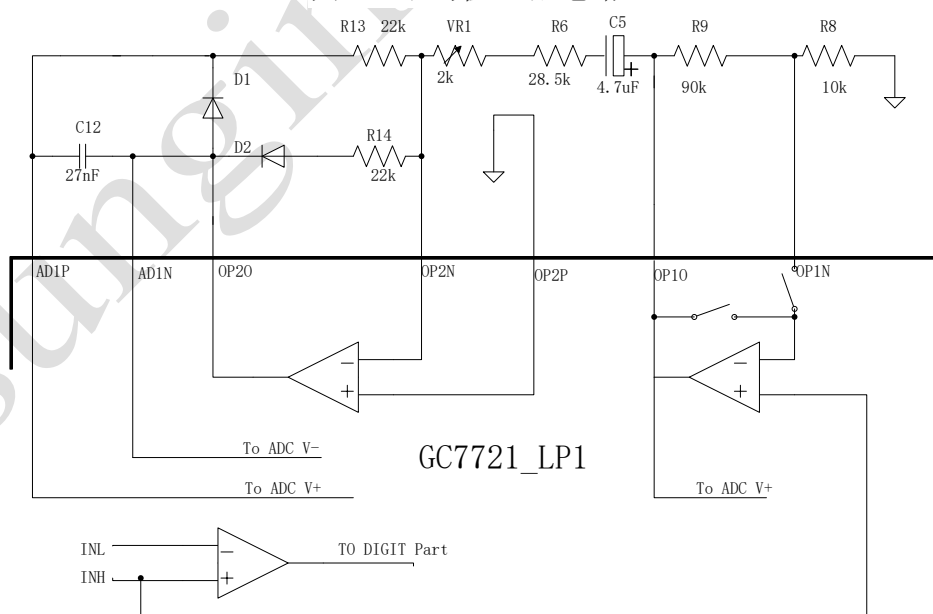 R13 22k VR1 R6 C5 R9 R8
D1 2k 28.5k 4.7uF 90k 10k
+
C12 D2 R14
27nF 22k
AD1P AD1N OP2O OP2N OP2P OP1O OP1N
− −
+ +
To ADC V-
GC7721_LP1
To ADC V+ To ADC V+
INL − TO DIGIT Part
INH +